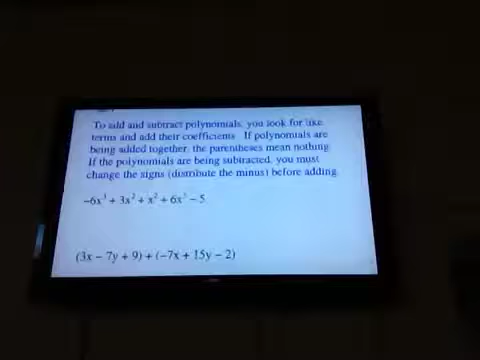 To add and subtract polynomials, you look for like
terms and add their coefficients. If polynomials are
being added together, the parentheses mean nothing.
If the polynomials are being subtracted, you must
change the signs (distribute the minus) before adding.
−6x³ + 3x² + x² + 6x³ − 5
(3x − 7y + 9) + (−7x + 15y − 2)